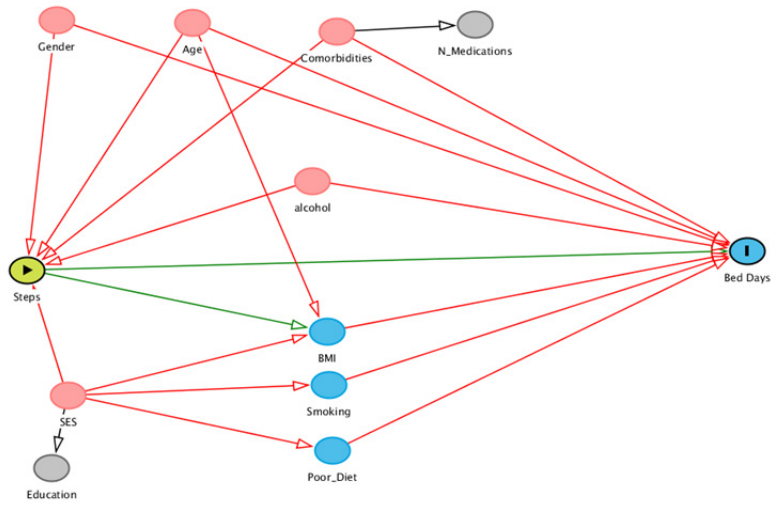 Gender
Age
Comorbidities
N_Medications
alcohol
Steps
Bed Days
BMI
Smoking
SES
Poor_Diet
Education